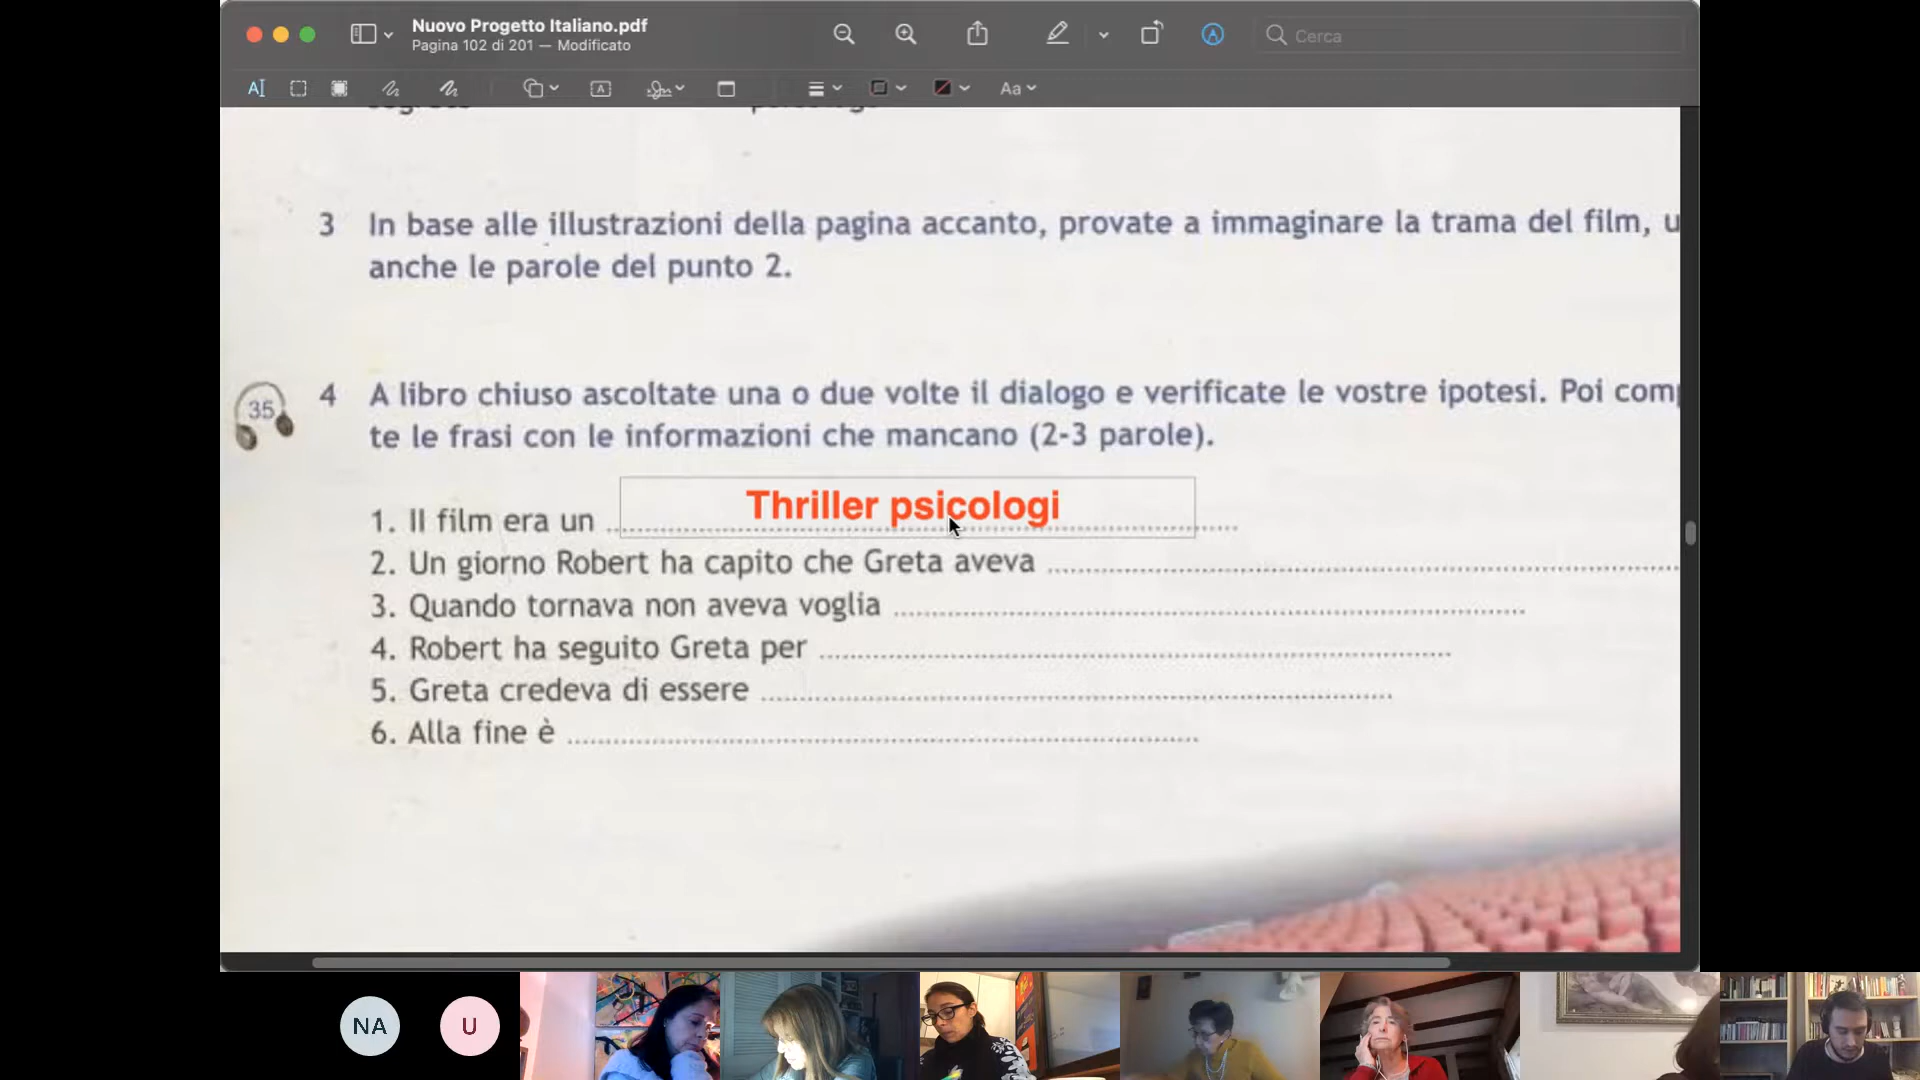 Nuovo Progetto Italiano.pdf
Pagina 102 di 201 — Modificato
Cerca
A
A
Aa
3 In base alle illustrazioni della pagina accanto, provate a immaginare la trama del film, u
anche le parole del punto 2.
35
4 A libro chiuso ascoltate una o due volte il dialogo e verificate le vostre ipotesi. Poi comp
te le frasi con le informazioni che mancano (2-3 parole).
1. Il film era un Thriller psicologi
2. Un giorno Robert ha capito che Greta aveva
3. Quando tornava non aveva voglia
4. Robert ha seguito Greta per
5. Greta credeva di essere
6. Alla fine è
NA
U